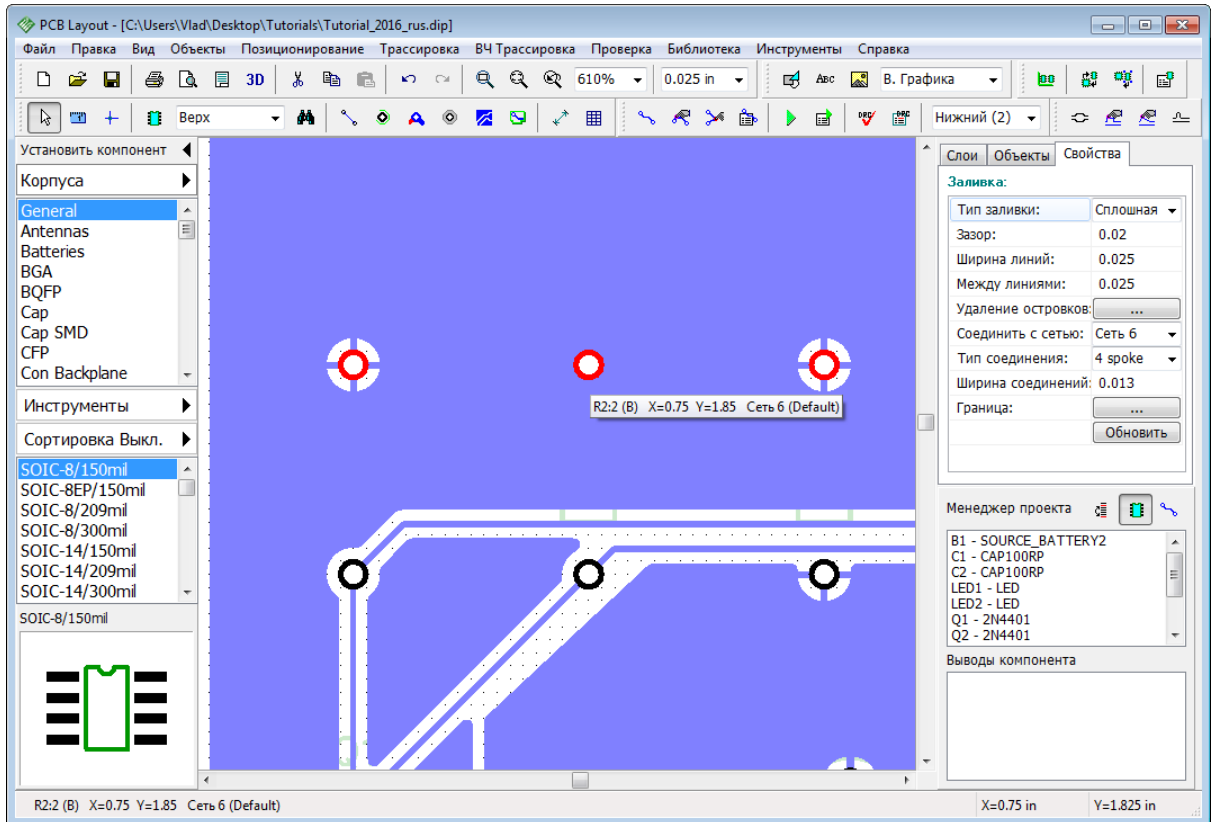 PCB Layout - [C:\Users\Vlad\Desktop\Tutorials\Tutorial_2016_rus.dip]
Файл Правка Вид Объекты Позиционирование Трассировка ВЧ Трассировка Проверка Библиотека Инструменты Справка
3D 610% 0.025 in ABC В. Графика
Верх DRC DRC Нижний (2)
Установить компонент
Корпуса
General
Antennas
Batteries
BGA
BQFP
Cap
Cap SMD
CFP
Con Backplane
Инструменты
Сортировка Выкл.
SOIC-8/150mil
SOIC-8EP/150mil
SOIC-8/209mil
SOIC-8/300mil
SOIC-14/150mil
SOIC-14/209mil
SOIC-14/300mil
SOIC-8/150mil
R2:2 (B) X=0.75 Y=1.85 Сеть 6 (Default)
Слои Объекты Свойства
Заливка:
Тип заливки: Сплошная
Зазор: 0.02
Ширина линий: 0.025
Между линиями: 0.025
Удаление островков: ...
Соединить с сетью: Сеть 6
Тип соединения: 4 spoke
Ширина соединений: 0.013
Граница: ...
Обновить
Менеджер проекта
B1 - SOURCE_BATTERY2
C1 - CAP100RP
C2 - CAP100RP
LED1 - LED
LED2 - LED
Q1 - 2N4401
Q2 - 2N4401
Выводы компонента
R2:2 (B) X=0.75 Y=1.85 Сеть 6 (Default) X=0.75 in Y=1.825 in